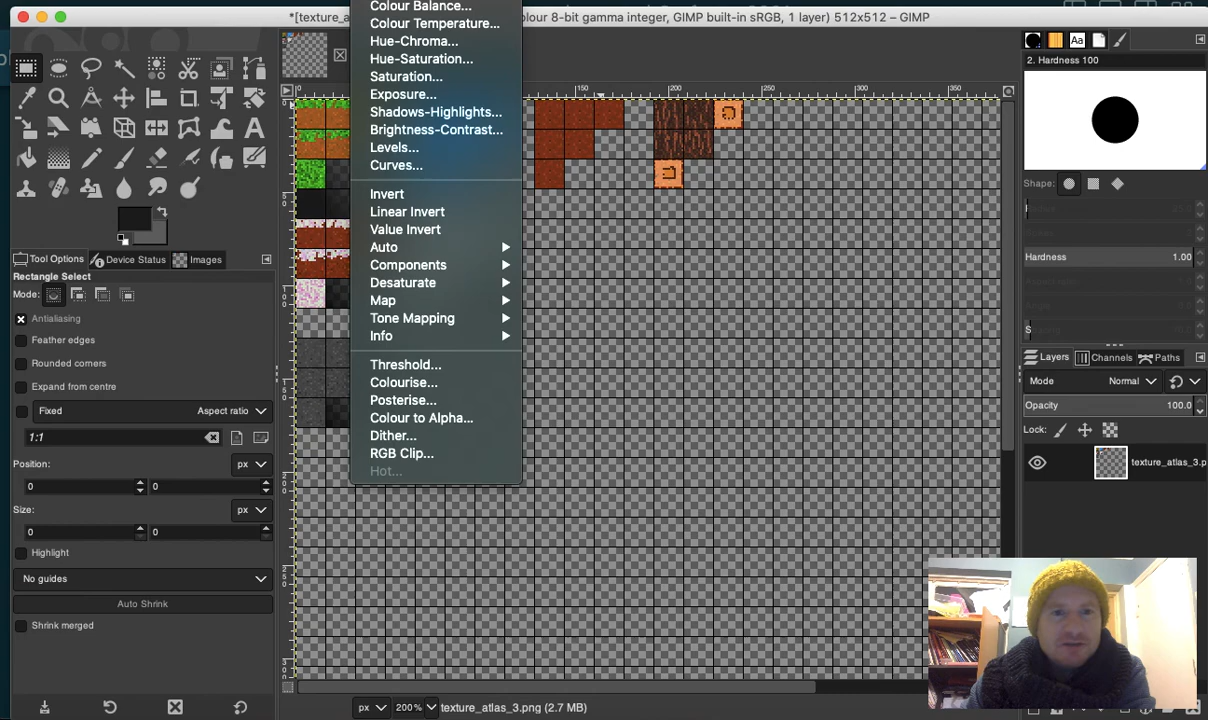 *[texture_a
olour 8-bit gamma integer, GIMP built-in sRGB, 1 layer) 512x512 – GIMP
Colour Balance...
Colour Temperature...
Hue-Chroma...
Hue-Saturation...
Saturation...
Exposure...
Shadows-Highlights...
Brightness-Contrast...
Levels...
Curves...
Invert
Linear Invert
Value Invert
Auto
Components
Desaturate
Map
Tone Mapping
Info
Threshold...
Colourise...
Posterise...
Colour to Alpha...
Dither...
RGB Clip...
Hot...
0
150
200
250
300
350
Tool Options
Device Status
Images
Rectangle Select
Mode:
Antialiasing
Feather edges
Rounded corners
Expand from centre
Fixed
Aspect ratio
1:1
Position:
px
0
0
Size:
px
0
0
Highlight
No guides
Auto Shrink
Shrink merged
px
200%
texture_atlas_3.png (2.7 MB)
Aa
2. Hardness 100
Shape:
Hardness
1.00
S
Layers
Channels
Paths
Mode
Normal
Opacity
100.0
Lock:
texture_atlas_3.p